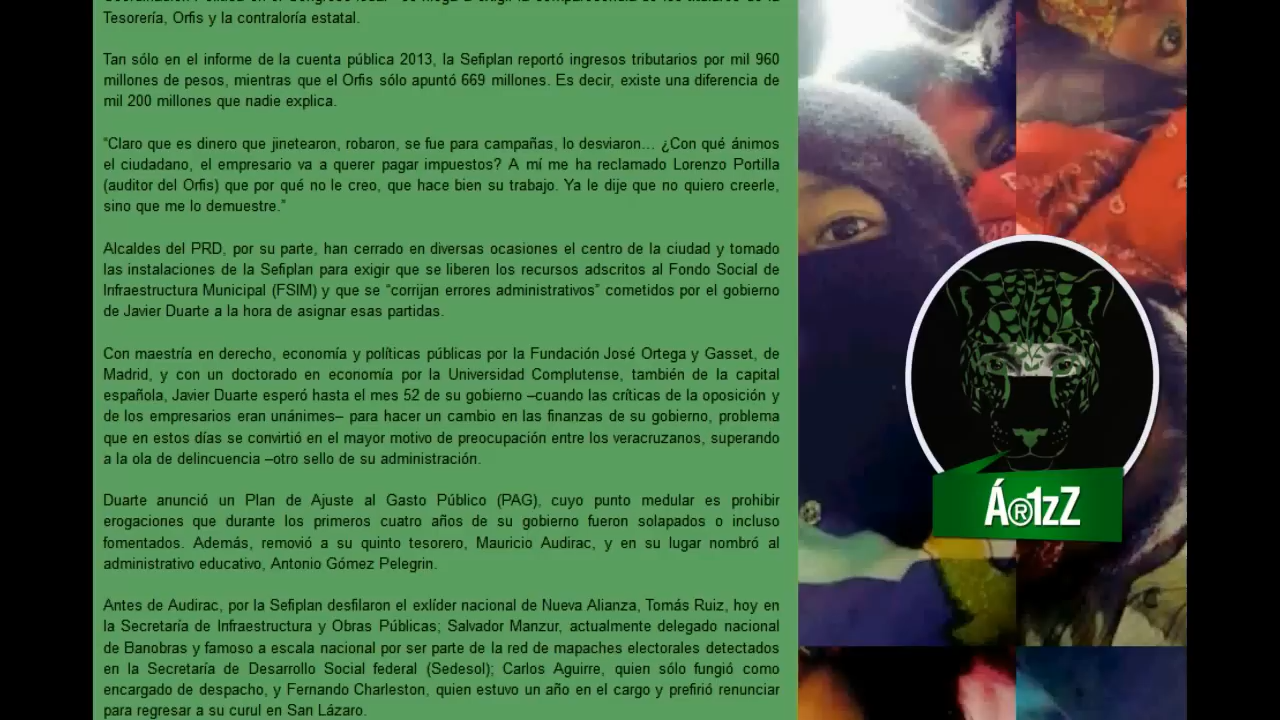 Tesorería, Orfis y la contraloría estatal.
Tan sólo en el informe de la cuenta pública 2013, la Sefiplan reportó ingresos tributarios por mil 960
millones de pesos, mientras que el Orfis sólo apuntó 669 millones. Es decir, existe una diferencia de
mil 200 millones que nadie explica.
“Claro que es dinero que jinetearon, robaron, se fue para campañas, lo desviaron… ¿Con qué ánimos
el ciudadano, el empresario va a querer pagar impuestos? A mí me ha reclamado Lorenzo Portilla
(auditor del Orfis) que por qué no le creo, que hace bien su trabajo. Ya le dije que no quiero creerle,
sino que me lo demuestre.”
Alcaldes del PRD, por su parte, han cerrado en diversas ocasiones el centro de la ciudad y tomado
las instalaciones de la Sefiplan para exigir que se liberen los recursos adscritos al Fondo Social de
Infraestructura Municipal (FSIM) y que se “corrijan errores administrativos” cometidos por el gobierno
de Javier Duarte a la hora de asignar esas partidas.
Con maestría en derecho, economía y políticas públicas por la Fundación José Ortega y Gasset, de
Madrid, y con un doctorado en economía por la Universidad Complutense, también de la capital
española, Javier Duarte esperó hasta el mes 52 de su gobierno –cuando las críticas de la oposición y
de los empresarios eran unánimes– para hacer un cambio en las finanzas de su gobierno, problema
que en estos días se convirtió en el mayor motivo de preocupación entre los veracruzanos, superando
a la ola de delincuencia –otro sello de su administración.
Duarte anunció un Plan de Ajuste al Gasto Público (PAG), cuyo punto medular es prohibir
erogaciones que durante los primeros cuatro años de su gobierno fueron solapados o incluso
fomentados. Además, removió a su quinto tesorero, Mauricio Audirac, y en su lugar nombró al
administrativo educativo, Antonio Gómez Pelegrin.
Antes de Audirac, por la Sefiplan desfilaron el exlíder nacional de Nueva Alianza, Tomás Ruiz, hoy en
la Secretaría de Infraestructura y Obras Públicas; Salvador Manzur, actualmente delegado nacional
de Banobras y famoso a escala nacional por ser parte de la red de mapaches electorales detectados
en la Secretaría de Desarrollo Social federal (Sedesol); Carlos Aguirre, quien sólo fungió como
encargado de despacho, y Fernando Charleston, quien estuvo un año en el cargo y prefirió renunciar
para regresar a su curul en San Lázaro.
Á®1zZ